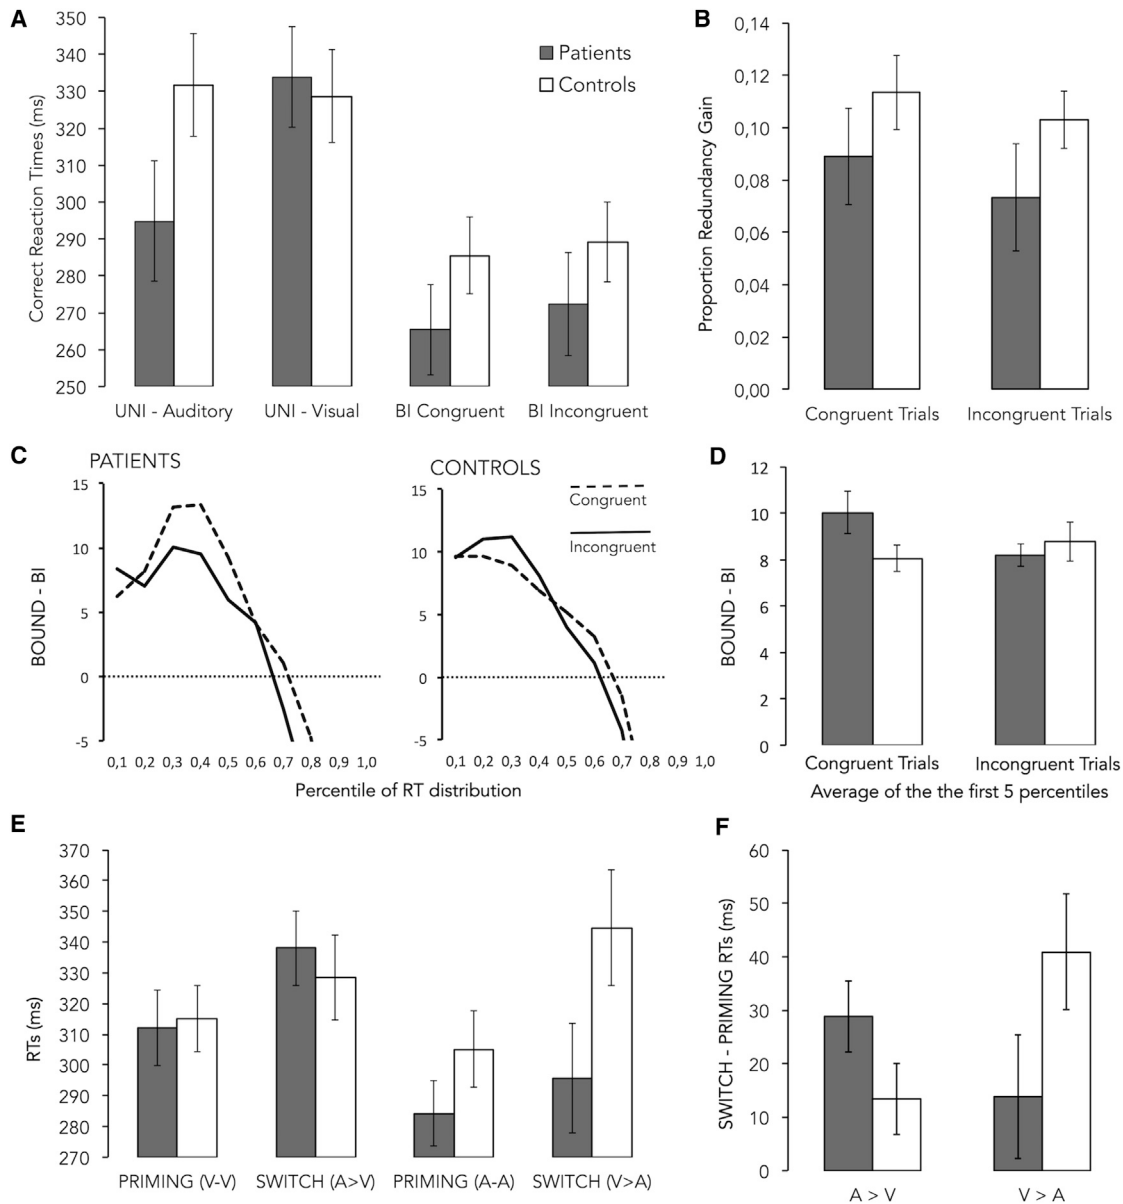 A
Correct Reaction Times (ms)
350
340
330
320
310
300
290
280
270
260
250
Patients
Controls
UNI - Auditory
UNI - Visual
BI Congruent
BI Incongruent
B
Proportion Redundancy Gain
0,14
0,12
0,10
0,08
0,06
0,04
0,02
0,00
Congruent Trials
Incongruent Trials
C
PATIENTS
BOUND - BI
15
10
5
0
-5
0,1 0,2 0,3 0,4 0,5 0,6 0,7 0,8 0,9 1,0
CONTROLS
15
10
5
0
-5
Congruent
Incongruent
0,1 0,2 0,3 0,4 0,5 0,6 0,7 0,8 0,9 1,0
Percentile of RT distribution
D
BOUND - BI
12
10
8
6
4
2
0
Congruent Trials
Incongruent Trials
Average of the the first 5 percentiles
E
RTs (ms)
370
360
350
340
330
320
310
300
290
280
270
PRIMING (V-V)
SWITCH (A>V)
PRIMING (A-A)
SWITCH (V>A)
F
SWITCH - PRIMING RTs (ms)
60
50
40
30
20
10
0
A > V
V > A